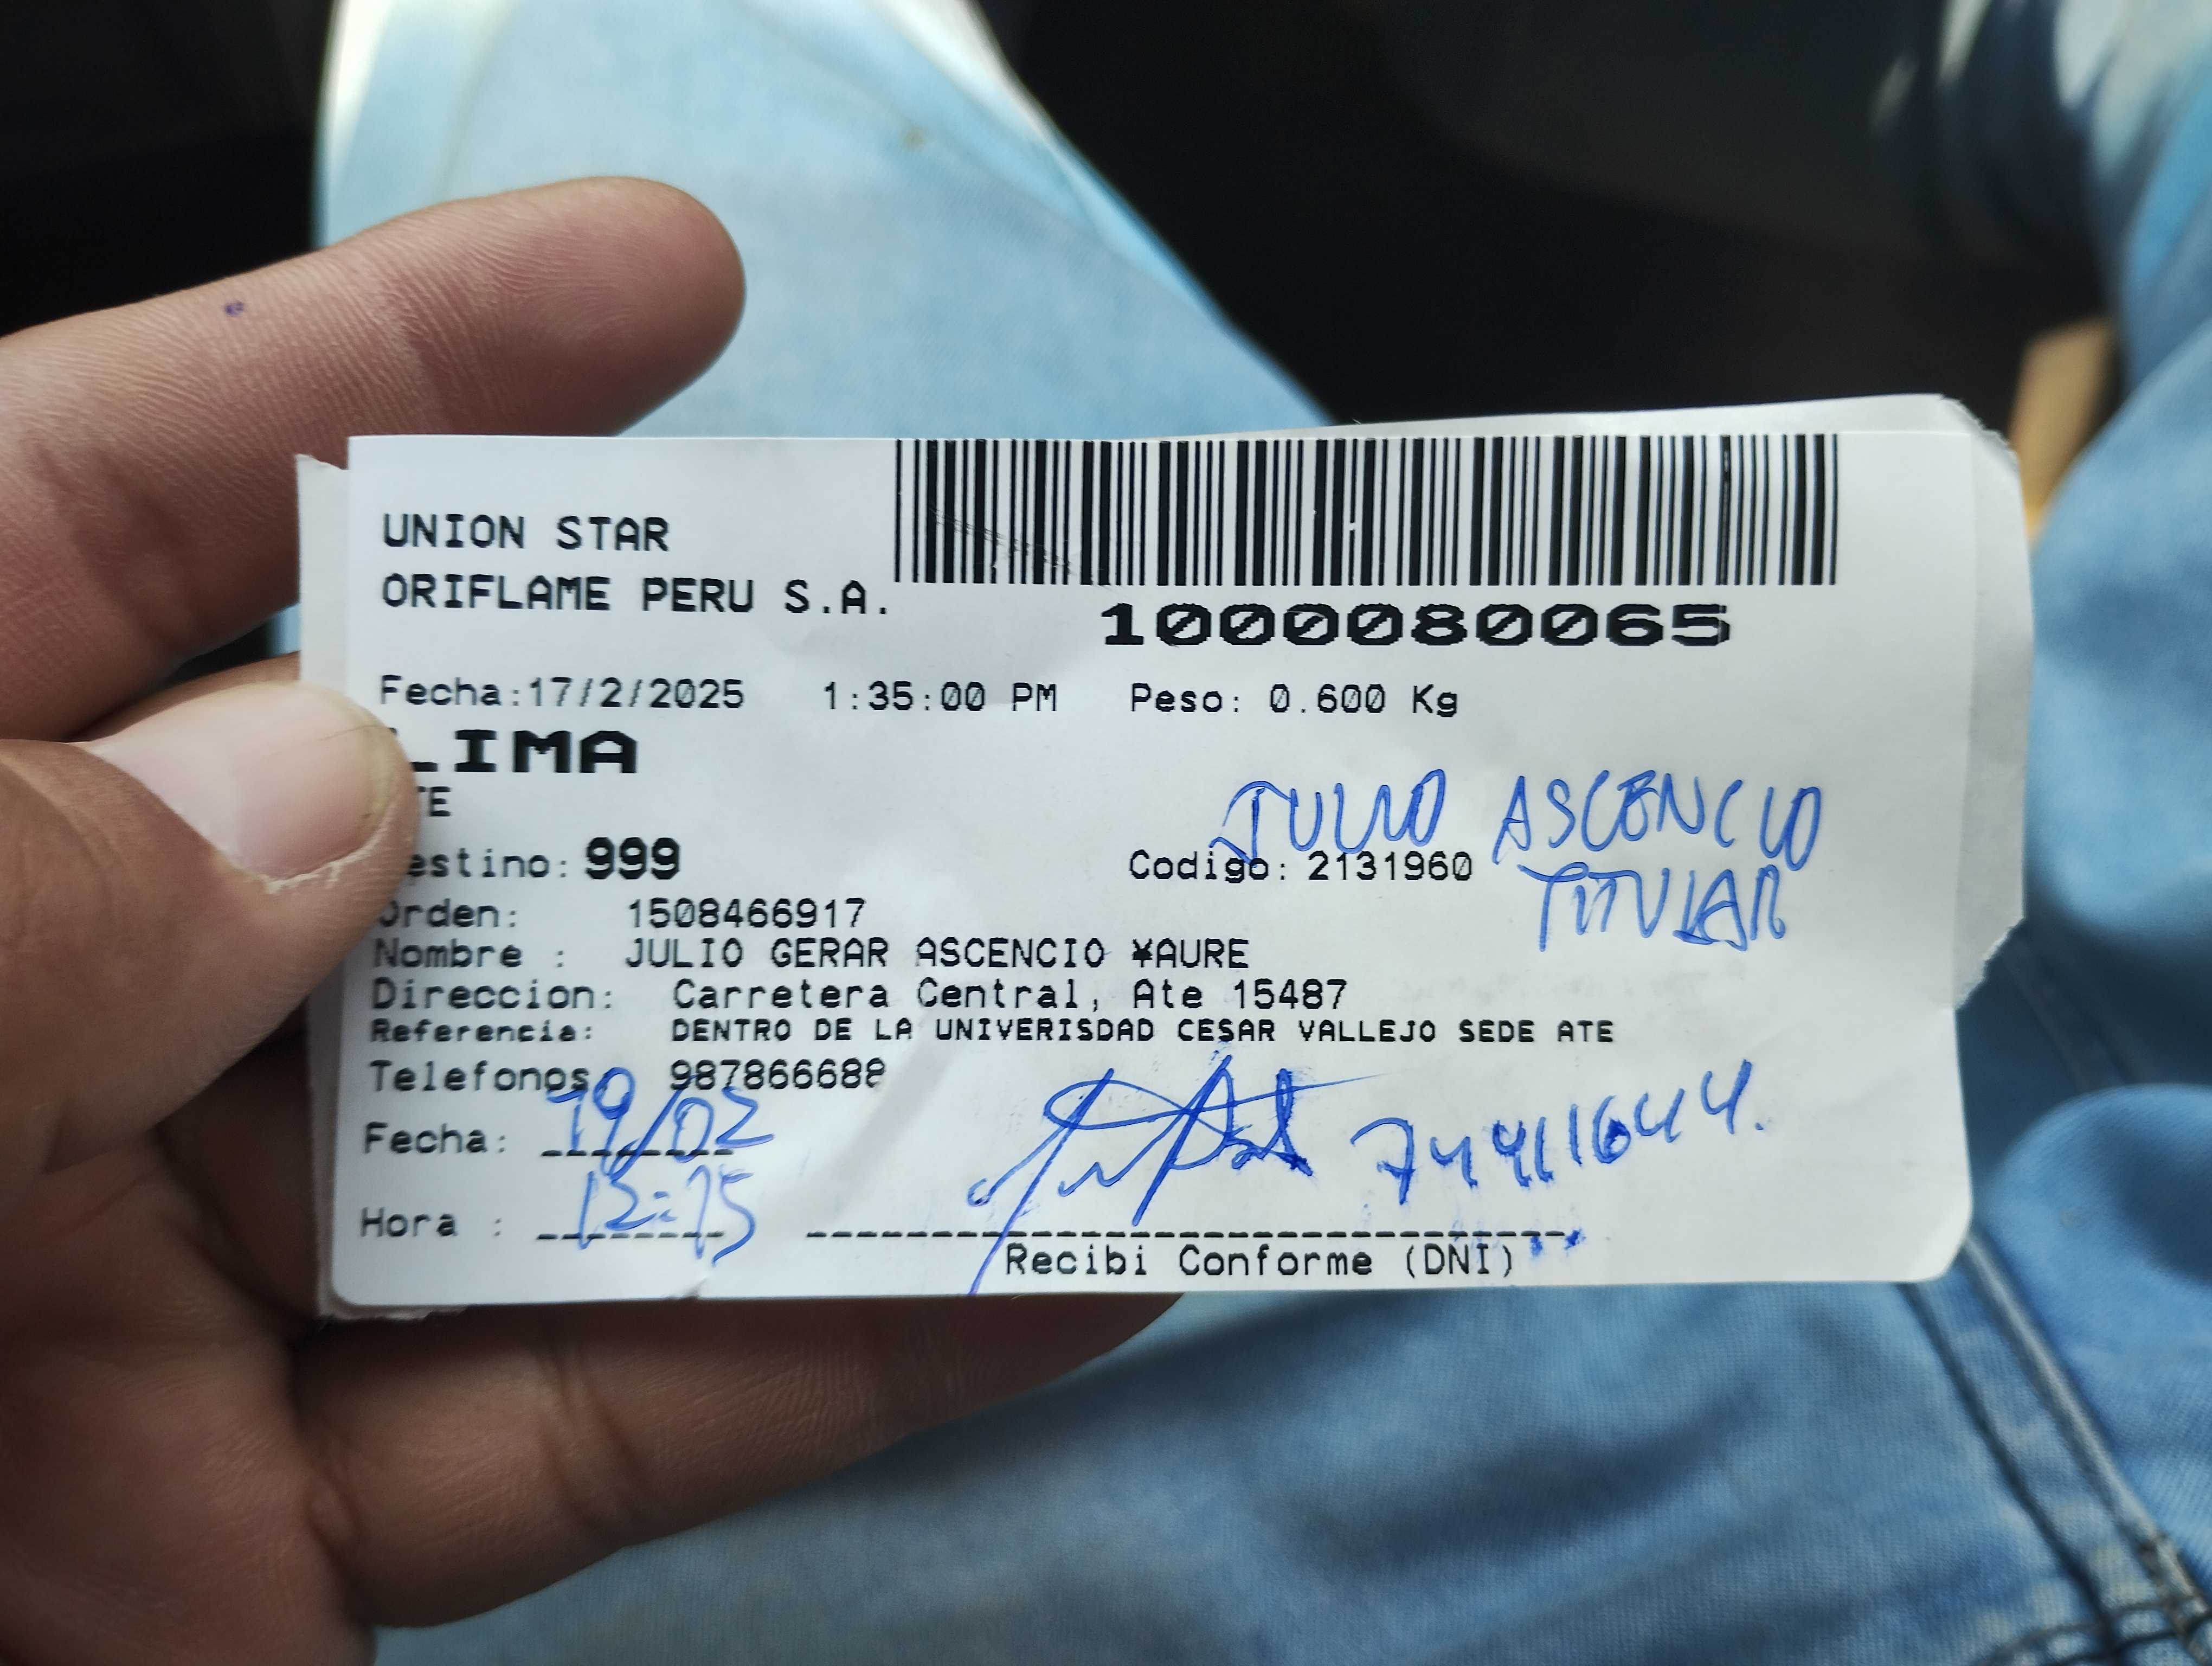 UNION STAR
ORIFLAME PERU S.A.
1000080065
Fecha:17/2/2025 1:35:00 PM Peso: 0.600 Kg
LIMA
TE
JULIO ASCENCIO
estino: 999 Codigo: 2131960
TITULAR
Orden: 1508466917
Nombre : JULIO GERAR ASCENCIO ¥AURE
Direccion: Carretera Central, Ate 15487
Referencia: DENTRO DE LA UNIVERISDAD CESAR VALLEJO SEDE ATE
Telefonos 987866688
Fecha: 19/02 74411644.
Hora : 12:15
Recibi Conforme (DNI)